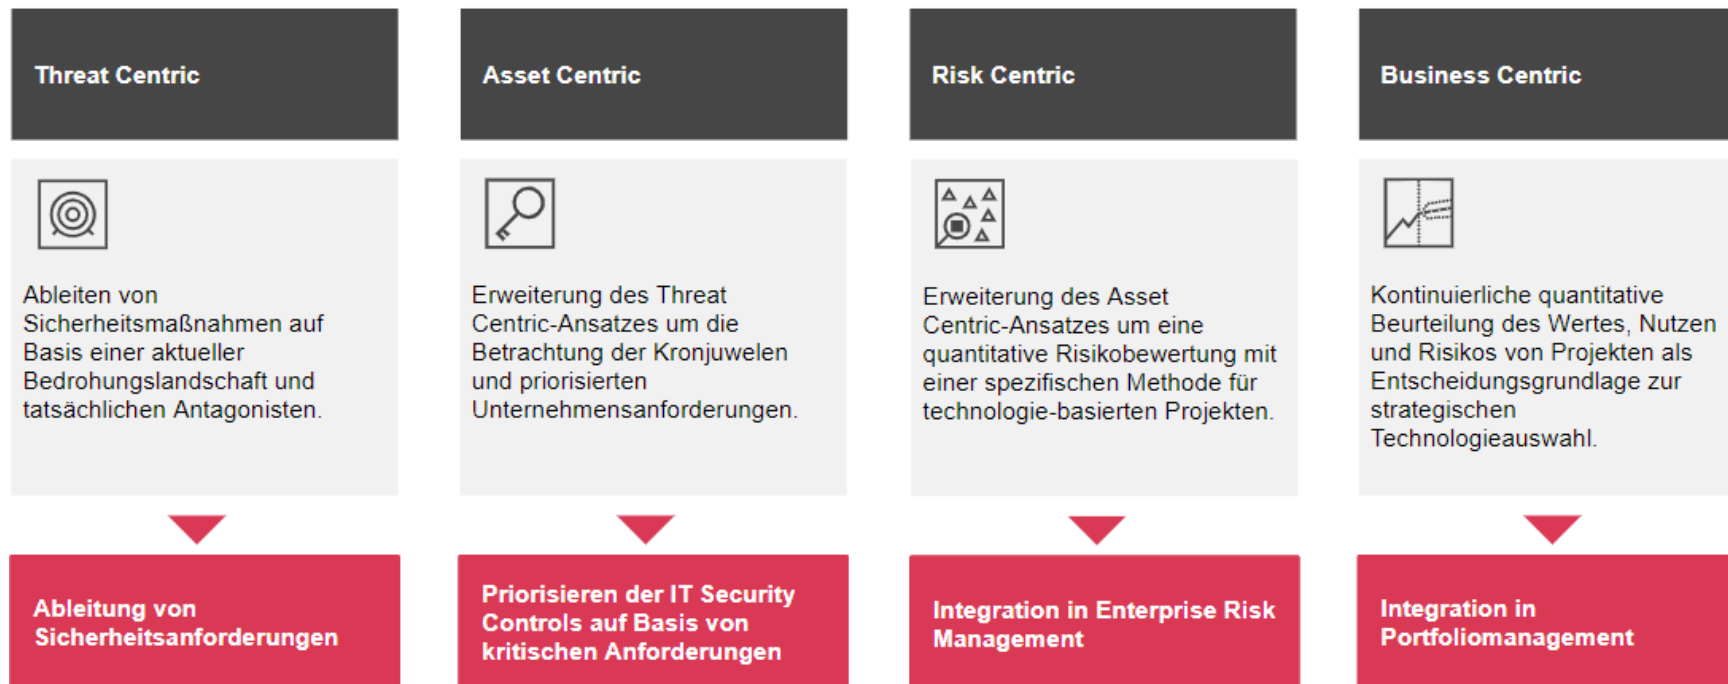 Threat Centric
Asset Centric
Risk Centric
Business Centric
Ableiten von
Sicherheitsmaßnahmen auf
Basis einer aktueller
Bedrohungslandschaft und
tatsächlichen Antagonisten.
Erweiterung des Threat
Centric-Ansatzes um die
Betrachtung der Kronjuwelen
und priorisierten
Unternehmensanforderungen.
Erweiterung des Asset
Centric-Ansatzes um eine
quantitative Risikobewertung mit
einer spezifischen Methode für
technologie-basierten Projekten.
Kontinuierliche quantitative
Beurteilung des Wertes, Nutzen
und Risikos von Projekten als
Entscheidungsgrundlage zur
strategischen
Technologieauswahl.
Ableitung von
Sicherheitsanforderungen
Priorisieren der IT Security
Controls auf Basis von
kritischen Anforderungen
Integration in Enterprise Risk
Management
Integration in
Portfoliomanagement